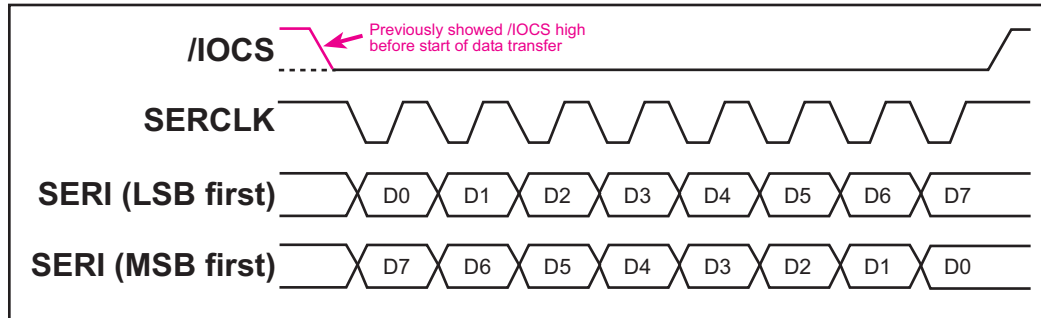 /IOCS
Previously showed /IOCS high
before start of data transfer
SERCLK
SERI (LSB first)
D0 D1 D2 D3 D4 D5 D6 D7
SERI (MSB first)
D7 D6 D5 D4 D3 D2 D1 D0